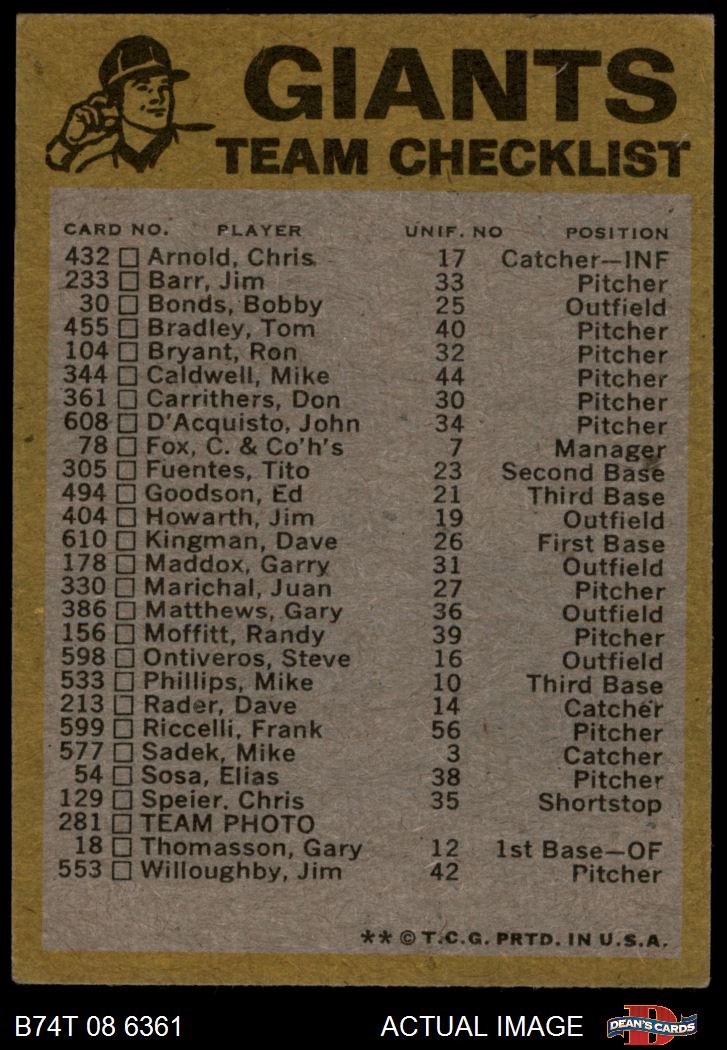 GIANTS
TEAM CHECKLIST
CARD NO. PLAYER UNIF. NO POSITION
432 □ Arnold, Chris 17 Catcher—INF
233 □ Barr, Jim 33 Pitcher
30 □ Bonds, Bobby 25 Outfield
455 □ Bradley, Tom 40 Pitcher
104 □ Bryant, Ron 32 Pitcher
344 □ Caldwell, Mike 44 Pitcher
361 □ Carrithers, Don 30 Pitcher
608 □ D'Acquisto, John 34 Pitcher
78 □ Fox, C. & Co'h's 7 Manager
305 □ Fuentes, Tito 23 Second Base
494 □ Goodson, Ed 21 Third Base
404 □ Howarth, Jim 19 Outfield
610 □ Kingman, Dave 26 First Base
178 □ Maddox, Garry 31 Outfield
330 □ Marichal, Juan 27 Pitcher
386 □ Matthews, Gary 36 Outfield
156 □ Moffitt, Randy 39 Pitcher
598 □ Ontiveros, Steve 16 Outfield
533 □ Phillips, Mike 10 Third Base
213 □ Rader, Dave 14 Catcher
599 □ Riccelli, Frank 56 Pitcher
577 □ Sadek, Mike 3 Catcher
54 □ Sosa, Elias 38 Pitcher
129 □ Speier. Chris 35 Shortstop
281 □ TEAM PHOTO
18 □ Thomasson, Gary 12 1st Base—OF
553 □ Willoughby, Jim 42 Pitcher
** © T.C.G. PRTD. IN U.S.A.
B74T 08 6361 ACTUAL IMAGE D DEAN'S CARDS